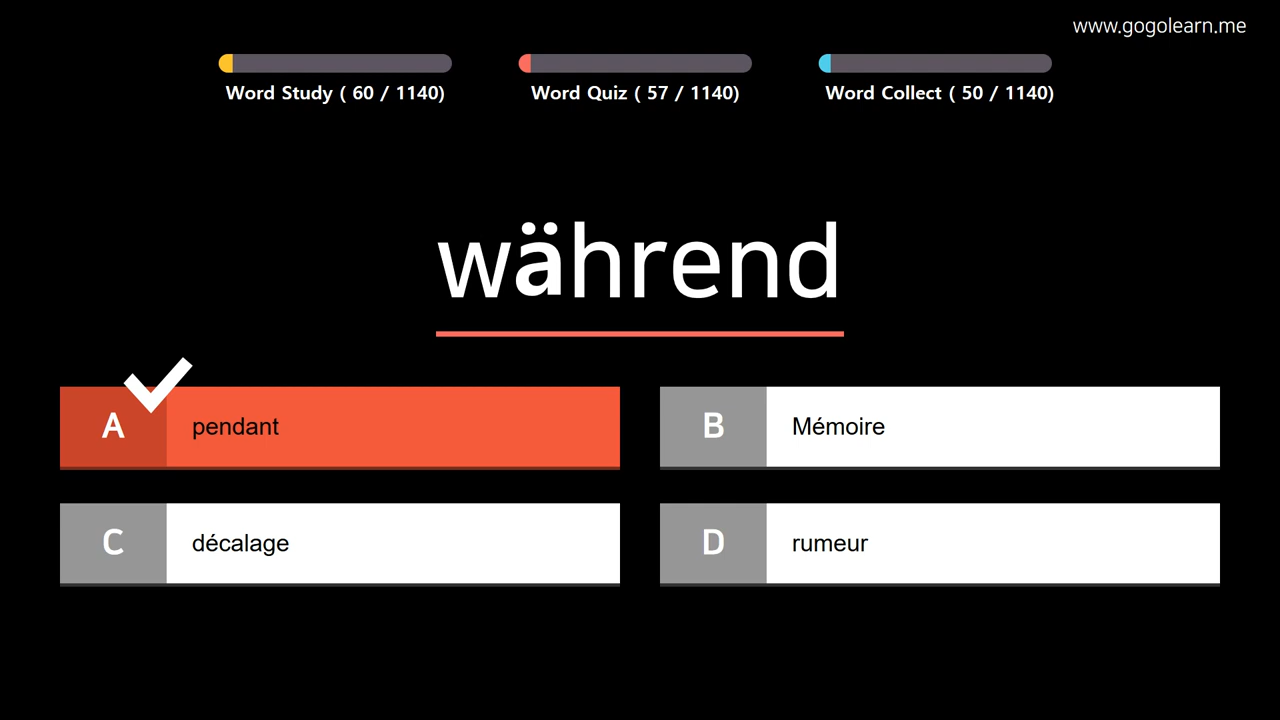 www.gogolearn.me
Word Study ( 60 / 1140)
Word Quiz ( 57 / 1140)
Word Collect ( 50 / 1140)
während
A pendant
B Mémoire
C décalage
D rumeur